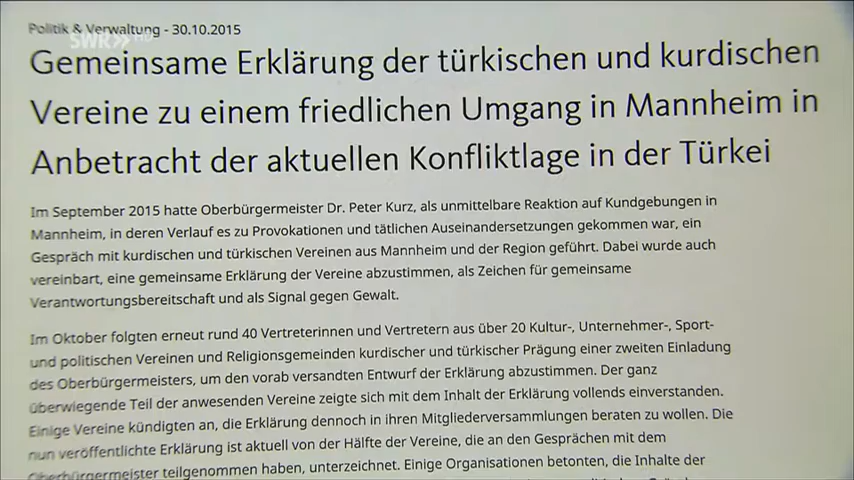 Politik & Verwaltung - 30.10.2015
SWR» HD
Gemeinsame Erklärung der türkischen und kurdischen
Vereine zu einem friedlichen Umgang in Mannheim in
Anbetracht der aktuellen Konfliktlage in der Türkei
Im September 2015 hatte Oberbürgermeister Dr. Peter Kurz, als unmittelbare Reaktion auf Kundgebungen in
Mannheim, in deren Verlauf es zu Provokationen und tätlichen Auseinandersetzungen gekommen war, ein
Gespräch mit kurdischen und türkischen Vereinen aus Mannheim und der Region geführt. Dabei wurde auch
vereinbart, eine gemeinsame Erklärung der Vereine abzustimmen, als Zeichen für gemeinsame
Verantwortungsbereitschaft und als Signal gegen Gewalt.
Im Oktober folgten erneut rund 40 Vertreterinnen und Vertretern aus über 20 Kultur-, Unternehmer-, Sport-
und politischen Vereinen und Religionsgemeinden kurdischer und türkischer Prägung einer zweiten Einladung
des Oberbürgermeisters, um den vorab versandten Entwurf der Erklärung abzustimmen. Der ganz
überwiegende Teil der anwesenden Vereine zeigte sich mit dem Inhalt der Erklärung vollends einverstanden.
Einige Vereine kündigten an, die Erklärung dennoch in ihren Mitgliederversammlungen beraten zu wollen. Die
nun veröffentlichte Erklärung ist aktuell von der Hälfte der Vereine, die an den Gesprächen mit dem
Oberbürgermeister teilgenommen haben, unterzeichnet. Einige Organisationen betonten, die Inhalte der